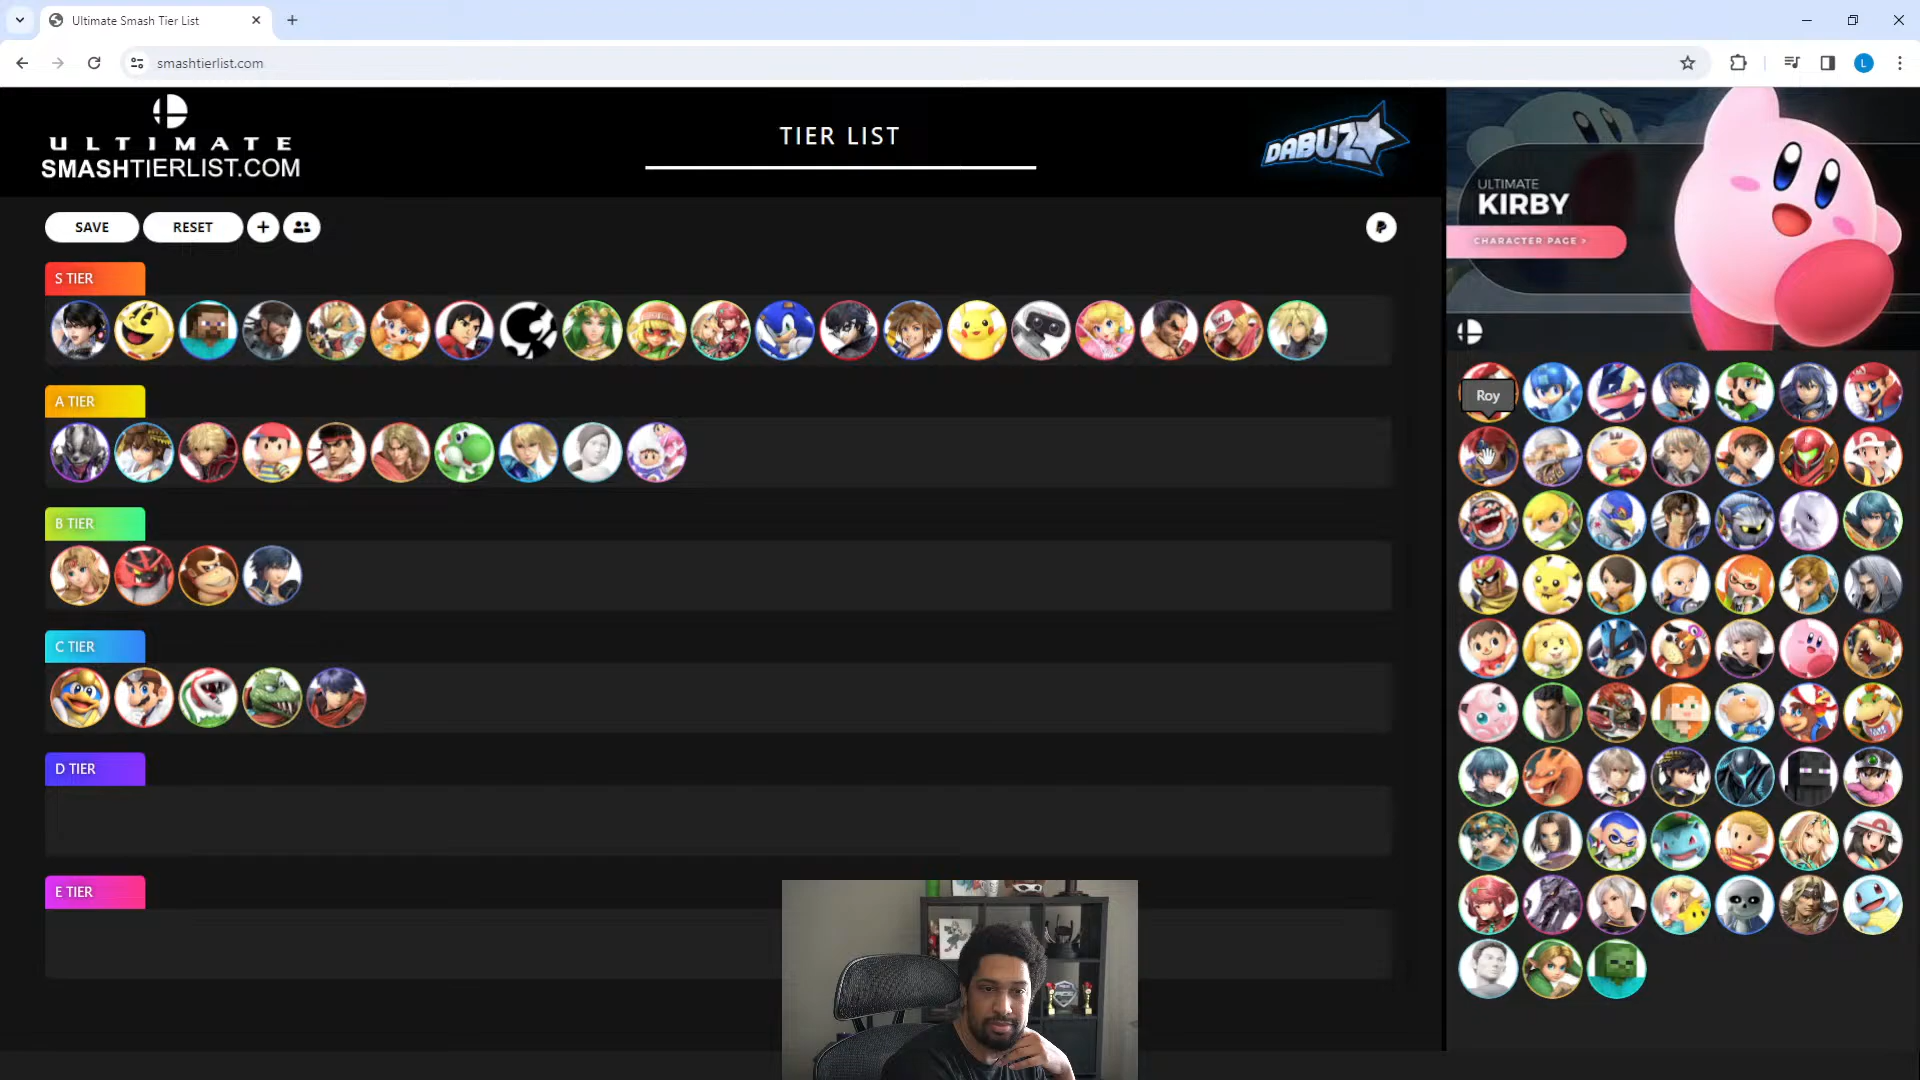 Ultimate Smash Tier List
smashtierlist.com
L
ULTIMATE
SMASHTIERLIST.COM
TIER LIST
DABUZ
ULTIMATE
KIRBY
CHARACTER PAGE >
SAVE
RESET
S TIER
A TIER
B TIER
C TIER
D TIER
E TIER
Roy